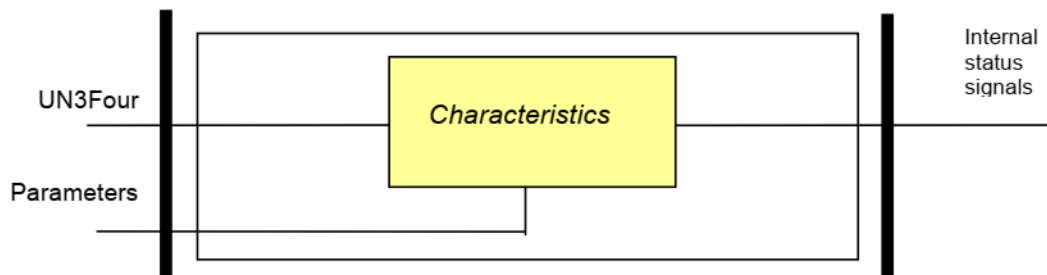 UN3Four
Parameters
Characteristics
Internal
status
signals